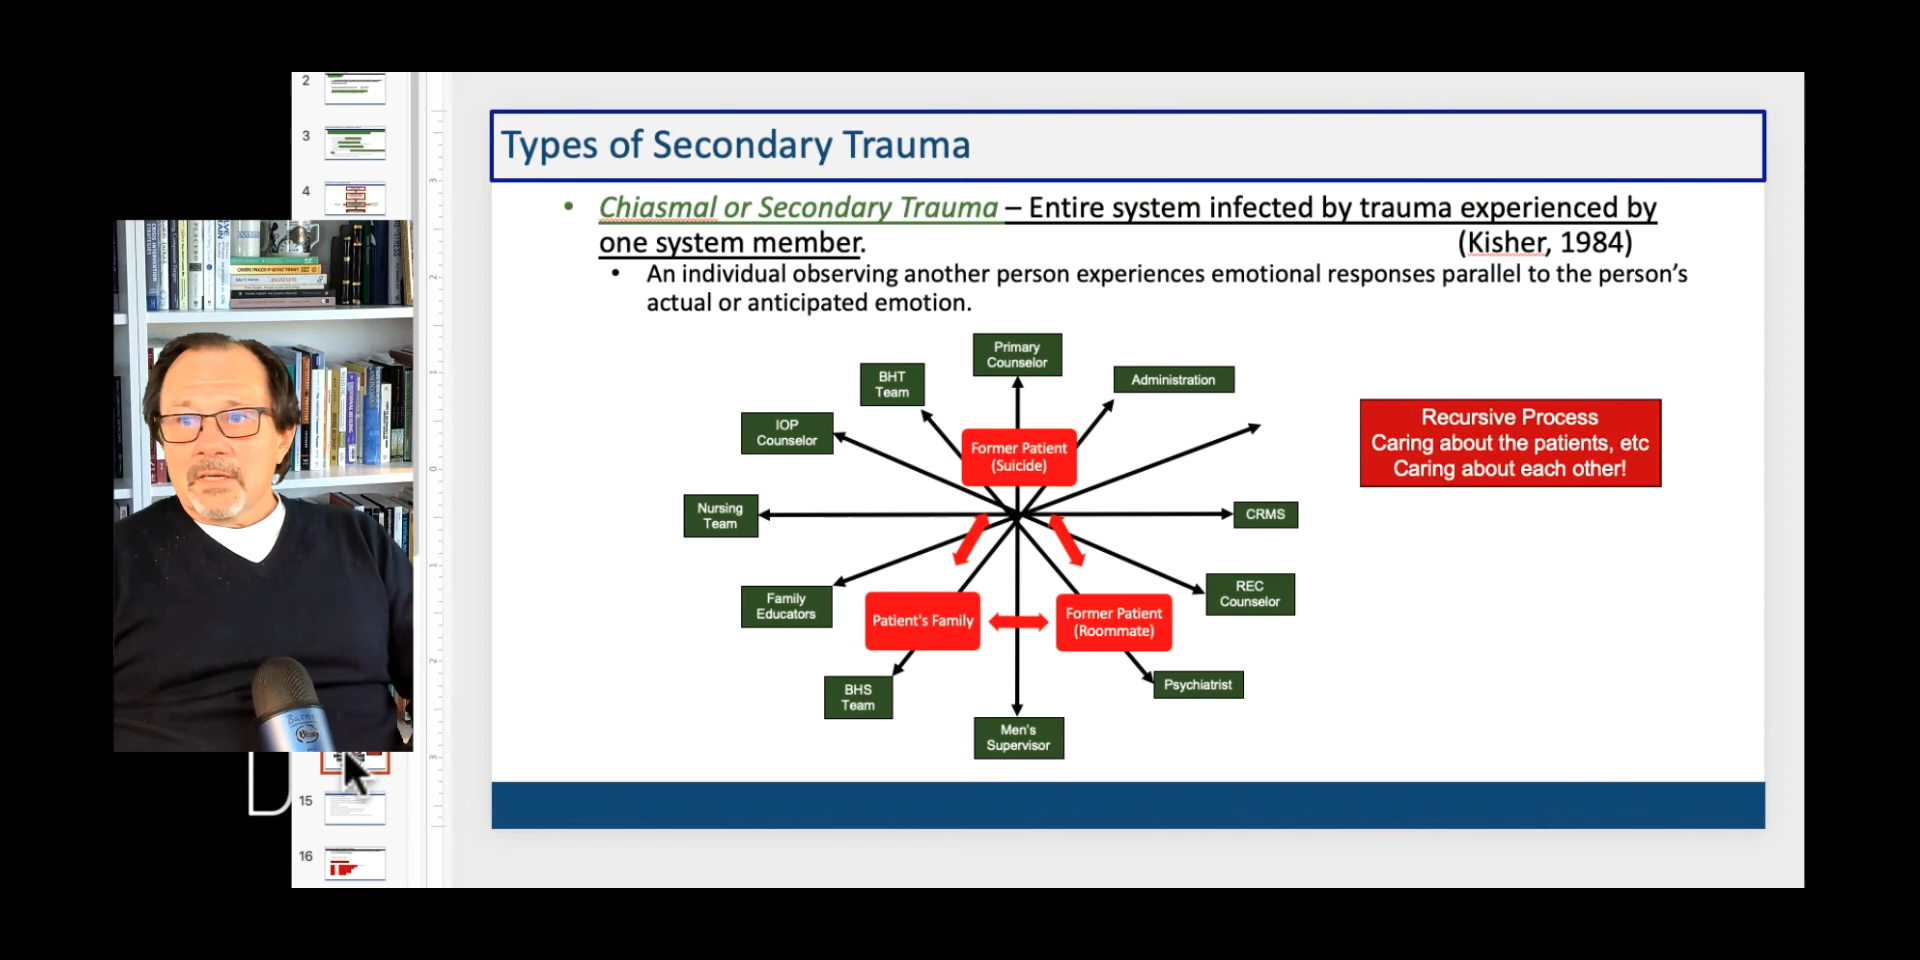 2
3
4
15
16
Types of Secondary Trauma
• Chiasmal or Secondary Trauma – Entire system infected by trauma experienced by
one system member. (Kisher, 1984)
• An individual observing another person experiences emotional responses parallel to the person's
actual or anticipated emotion.
Primary
Counselor
BHT
Team
Administration
IOP
Counselor
Former Patient
(Suicide)
Recursive Process
Caring about the patients, etc
Caring about each other!
Nursing
Team
CRMS
Family
Educators
REC
Counselor
Patient's Family
Former Patient
(Roommate)
BHS
Team
Psychiatrist
Men's
Supervisor